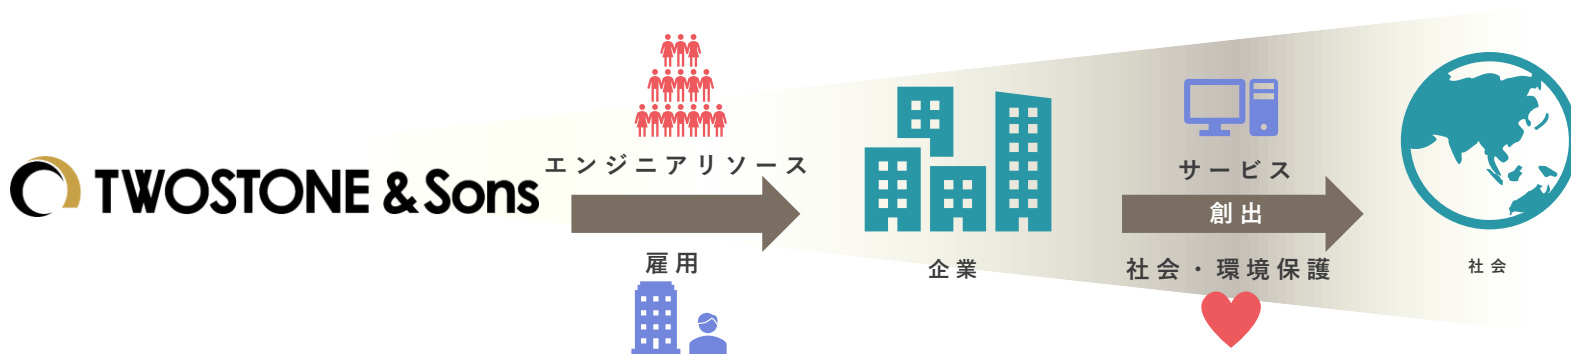 TWOSTONE & Sons
エンジニアリソース
雇用
企業
サービス
創出
社会・環境保護
社会